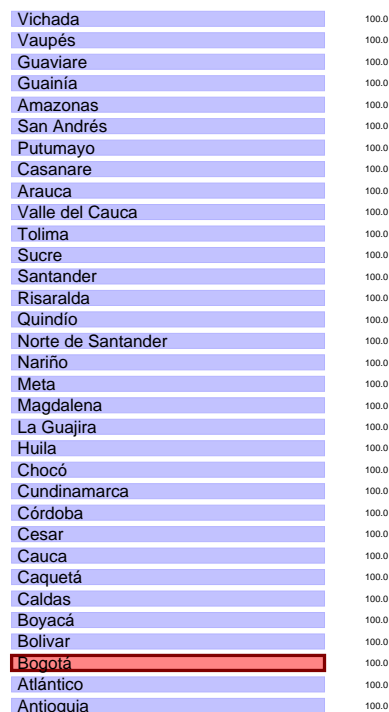 Vichada 100.0
Vaupés 100.0
Guaviare 100.0
Guainía 100.0
Amazonas 100.0
San Andrés 100.0
Putumayo 100.0
Casanare 100.0
Arauca 100.0
Valle del Cauca 100.0
Tolima 100.0
Sucre 100.0
Santander 100.0
Risaralda 100.0
Quindío 100.0
Norte de Santander 100.0
Nariño 100.0
Meta 100.0
Magdalena 100.0
La Guajira 100.0
Huila 100.0
Chocó 100.0
Cundinamarca 100.0
Córdoba 100.0
Cesar 100.0
Cauca 100.0
Caquetá 100.0
Caldas 100.0
Boyacá 100.0
Bolivar 100.0
Bogotá 100.0
Atlántico 100.0
Antioquia 100.0